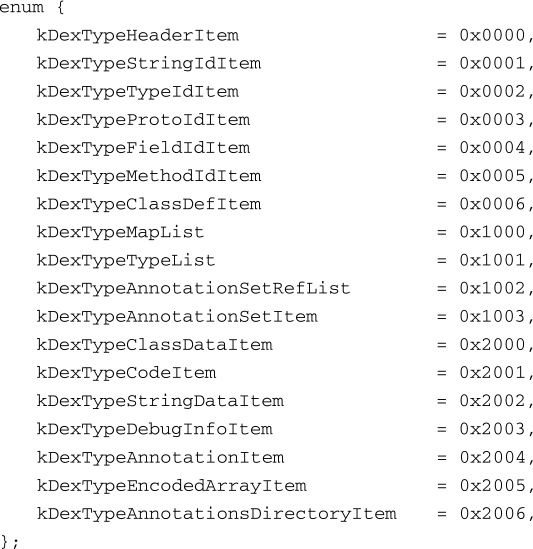 enum {
    kDexTypeHeaderItem               = 0x0000,
    kDexTypeStringIdItem             = 0x0001,
    kDexTypeTypeIdItem               = 0x0002,
    kDexTypeProtoIdItem              = 0x0003,
    kDexTypeFieldIdItem              = 0x0004,
    kDexTypeMethodIdItem             = 0x0005,
    kDexTypeClassDefItem             = 0x0006,
    kDexTypeMapList                  = 0x1000,
    kDexTypeTypeList                 = 0x1001,
    kDexTypeAnnotationSetRefList     = 0x1002,
    kDexTypeAnnotationSetItem        = 0x1003,
    kDexTypeClassDataItem            = 0x2000,
    kDexTypeCodeItem                 = 0x2001,
    kDexTypeStringDataItem           = 0x2002,
    kDexTypeDebugInfoItem            = 0x2003,
    kDexTypeAnnotationItem           = 0x2004,
    kDexTypeEncodedArrayItem         = 0x2005,
    kDexTypeAnnotationsDirectoryItem = 0x2006,
};